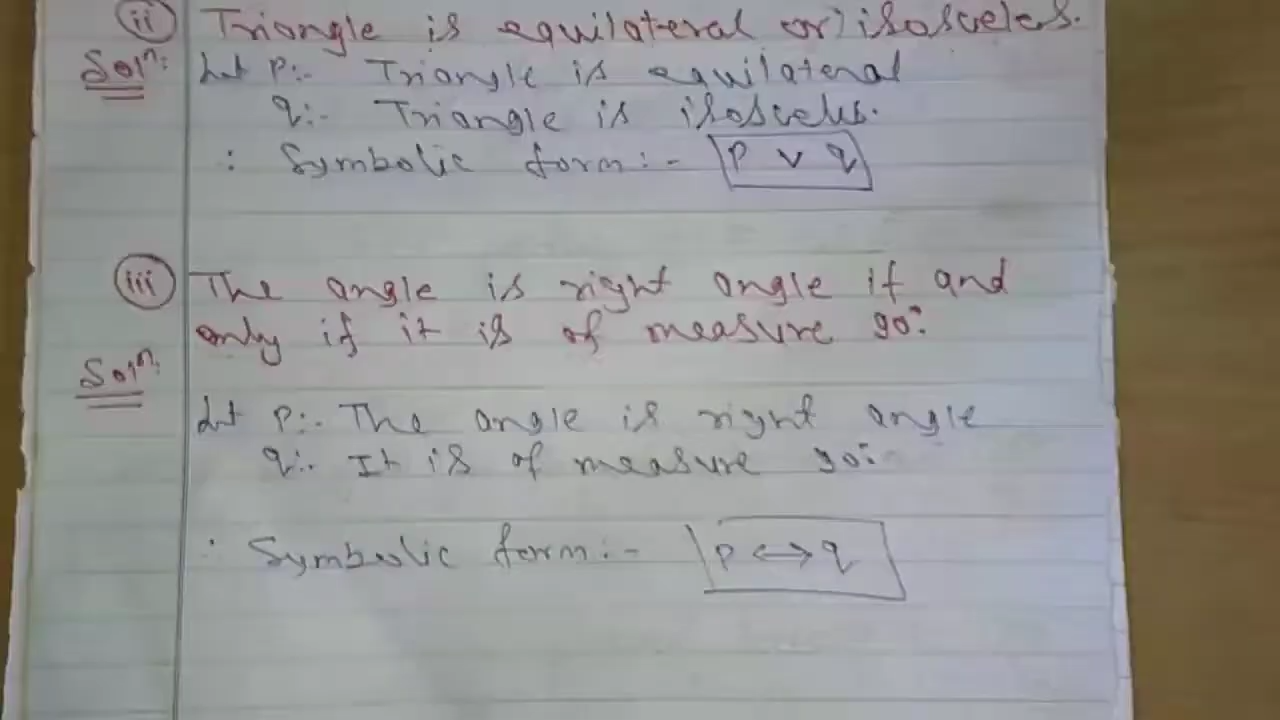 (ii) Triangle is equilateral or) isosceles.
Solⁿ: Let p:- Triangle is equilateral
q:- Triangle is isosceles.
: Symbolic form:- p ∨ q
(iii) The angle is right angle if and
only if it is of measure 90°.
Solⁿ:
Let p:- The angle is right angle
q:- It is of measure 90°.
∴ Symbolic form:- p ↔ q